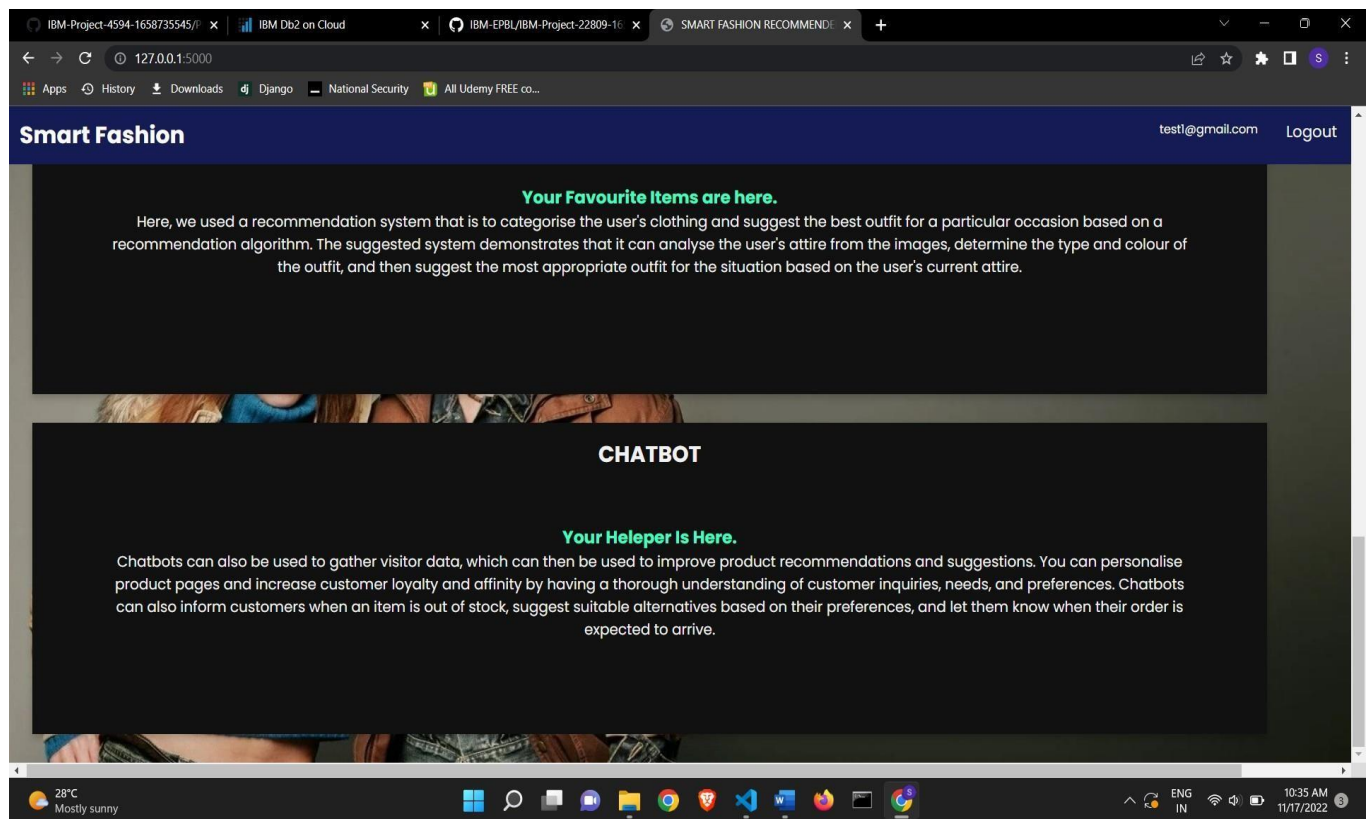 IBM-Project-4594-1658735545/P
IBM Db2 on Cloud
IBM-EPBL/IBM-Project-22809-16
SMART FASHION RECOMMENDE
127.0.0.1:5000
S
Apps
History
Downloads
dj Django
National Security
All Udemy FREE co...
Smart Fashion
test1@gmail.com
Logout
Your Favourite Items are here.
Here, we used a recommendation system that is to categorise the user's clothing and suggest the best outfit for a particular occasion based on a
recommendation algorithm. The suggested system demonstrates that it can analyse the user's attire from the images, determine the type and colour of
the outfit, and then suggest the most appropriate outfit for the situation based on the user's current attire.
CHATBOT
Your Heleper Is Here.
Chatbots can also be used to gather visitor data, which can then be used to improve product recommendations and suggestions. You can personalise
product pages and increase customer loyalty and affinity by having a thorough understanding of customer inquiries, needs, and preferences. Chatbots
can also inform customers when an item is out of stock, suggest suitable alternatives based on their preferences, and let them know when their order is
expected to arrive.
28°C
Mostly sunny
ENG
IN
10:35 AM
11/17/2022
3